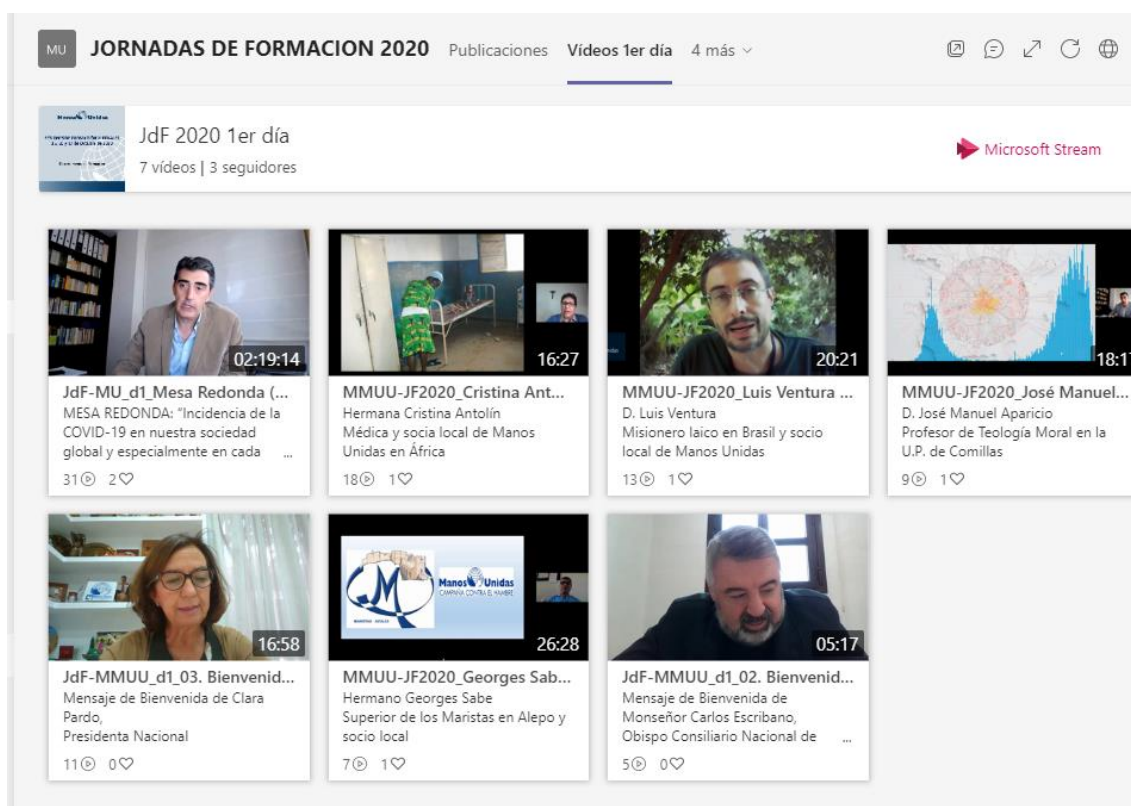 MU JORNADAS DE FORMACION 2020 Publicaciones Vídeos 1er día 4 más
Manos Unidas
JdF 2020 1er día
7 vídeos | 3 seguidores
Microsoft Stream
02:19:14
JdF-MU_d1_Mesa Redonda (...
MESA REDONDA: “Incidencia de la
COVID-19 en nuestra sociedad
global y especialmente en cada ...
31 2
16:27
MMUU-JF2020_Cristina Ant...
Hermana Cristina Antolín
Médica y socia local de Manos
Unidas en África
18 1
20:21
MMUU-JF2020_Luis Ventura ...
D. Luis Ventura
Misionero laico en Brasil y socio
local de Manos Unidas
13 1
18:17
MMUU-JF2020_José Manuel...
D. José Manuel Aparicio
Profesor de Teología Moral en la
U.P. de Comillas
9 1
16:58
JdF-MMUU_d1_03. Bienvenid...
Mensaje de Bienvenida de Clara
Pardo,
Presidenta Nacional
11 0
Manos Unidas
CAMPAÑA CONTRA EL HAMBRE
26:28
MMUU-JF2020_Georges Sab...
Hermano Georges Sabe
Superior de los Maristas en Alepo y
socio local
7 1
05:17
JdF-MMUU_d1_02. Bienvenid...
Mensaje de Bienvenida de
Monseñor Carlos Escribano,
Obispo Consiliario Nacional de ...
5 0